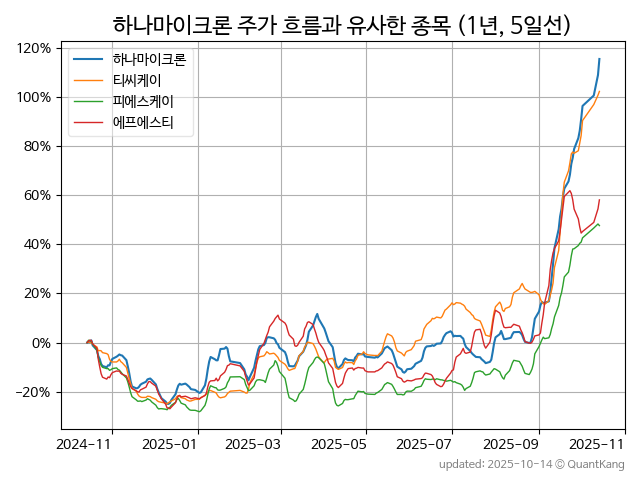 하나마이크론 주가 흐름과 유사한 종목 (1년, 5일선)
120%
100%
80%
60%
40%
20%
0%
−20%
하나마이크론
티씨케이
피에스케이
에프에스티
2024-11
2025-01
2025-03
2025-05
2025-07
2025-09
2025-11
updated: 2025-10-14 © QuantKang